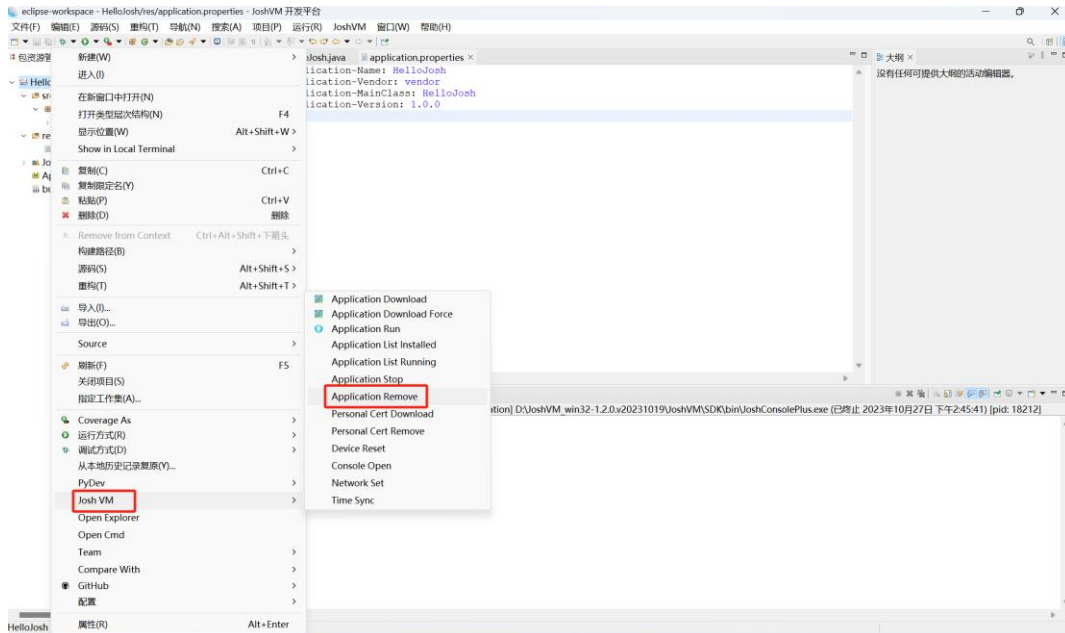 eclipse-workspace - HelloJosh/res/application.properties - JoshVM 开发平台
文件(F) 编辑(E) 源码(S) 重构(T) 导航(N) 搜索(A) 项目(P) 运行(R) JoshVM 窗口(W) 帮助(H)
包资源管
Josh.java application.properties
大纲
没有任何可提供大纲的活动编辑器。
lication-Name: HelloJosh
lication-Vendor: vendor
lication-MainClass: HelloJosh
lication-Version: 1.0.0
Hello
sr
re
Jo
Ap
bu
新建(W)
进入(I)
在新窗口中打开(N)
打开类型层次结构(N) F4
显示位置(W) Alt+Shift+W
Show in Local Terminal
复制(C) Ctrl+C
复制限定名(Y)
粘贴(P) Ctrl+V
删除(D) 删除
Remove from Context Ctrl+Alt+Shift+下箭头
构建路径(B)
源码(S) Alt+Shift+S
重构(T) Alt+Shift+T
导入(I)...
导出(O)...
Source
刷新(F) F5
关闭项目(S)
指定工作集(A)...
Coverage As
运行方式(R)
调试方式(D)
从本地历史记录复原(Y)...
PyDev
Josh VM
Open Explorer
Open Cmd
Team
Compare With
GitHub
配置
属性(R) Alt+Enter
Application Download
Application Download Force
Application Run
Application List Installed
Application List Running
Application Stop
Application Remove
Personal Cert Download
Personal Cert Remove
Device Reset
Console Open
Network Set
Time Sync
ition] D:\JoshVM_win32-1.2.0.v20231019\JoshVM\SDK\bin\JoshConsolePlus.exe (已终止 2023年10月27日 下午2:45:41) [pid: 18212]
HelloJosh